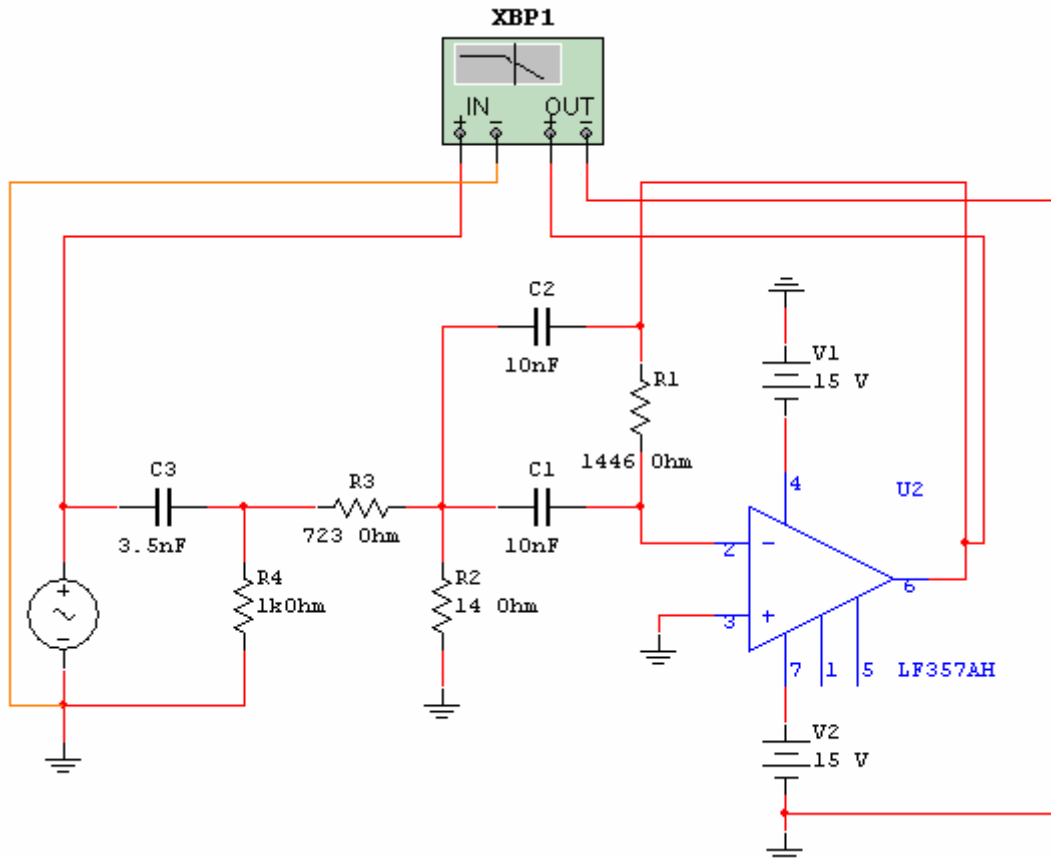 XBP1
IN OUT
+ − + −
C2
10nF
V1
15 V
R1
1446 Ohm
C3
3.5nF
R3
723 Ohm
C1
10nF
4
U2
R4
1kOhm
R2
14 Ohm
+
−
2
−
6
3
+
7
1
5
LF357AH
V2
15 V